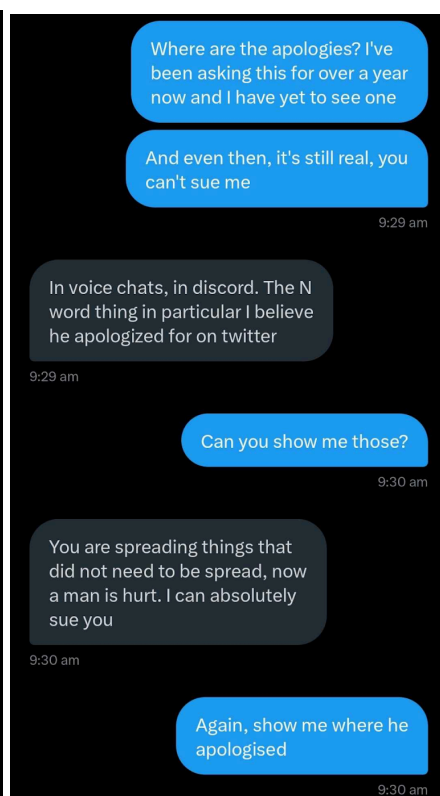 Where are the apologies? I've
been asking this for over a year
now and I have yet to see one
And even then, it's still real, you
can't sue me
9:29 am
In voice chats, in discord. The N
word thing in particular I believe
he apologized for on twitter
9:29 am
Can you show me those?
9:30 am
You are spreading things that
did not need to be spread, now
a man is hurt. I can absolutely
sue you
9:30 am
Again, show me where he
apologised
9:30 am